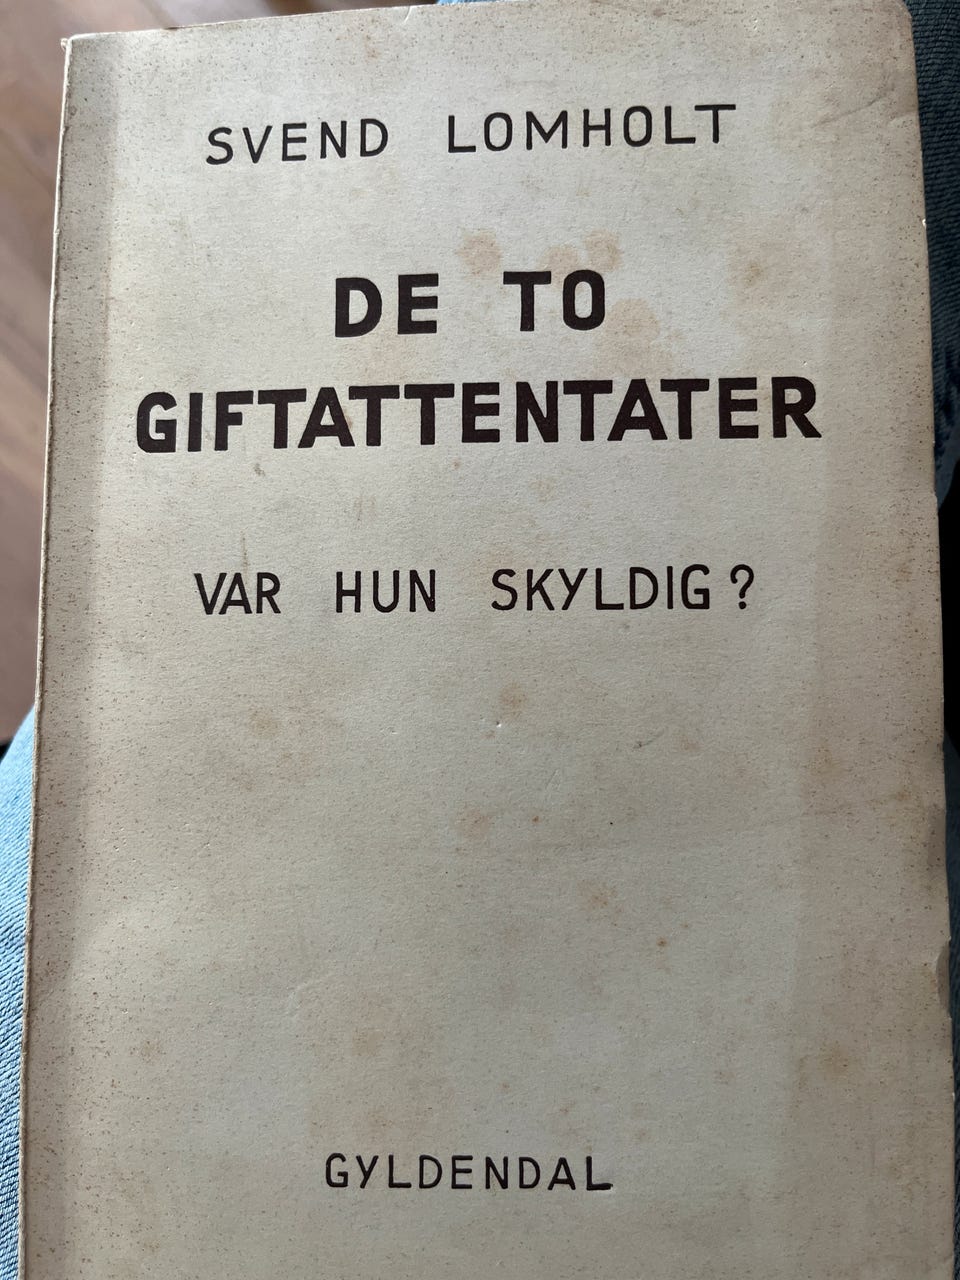 SVEND LOMHOLT
DE TO
GIFTATTENTATER
VAR HUN SKYLDIG?
GYLDENDAL